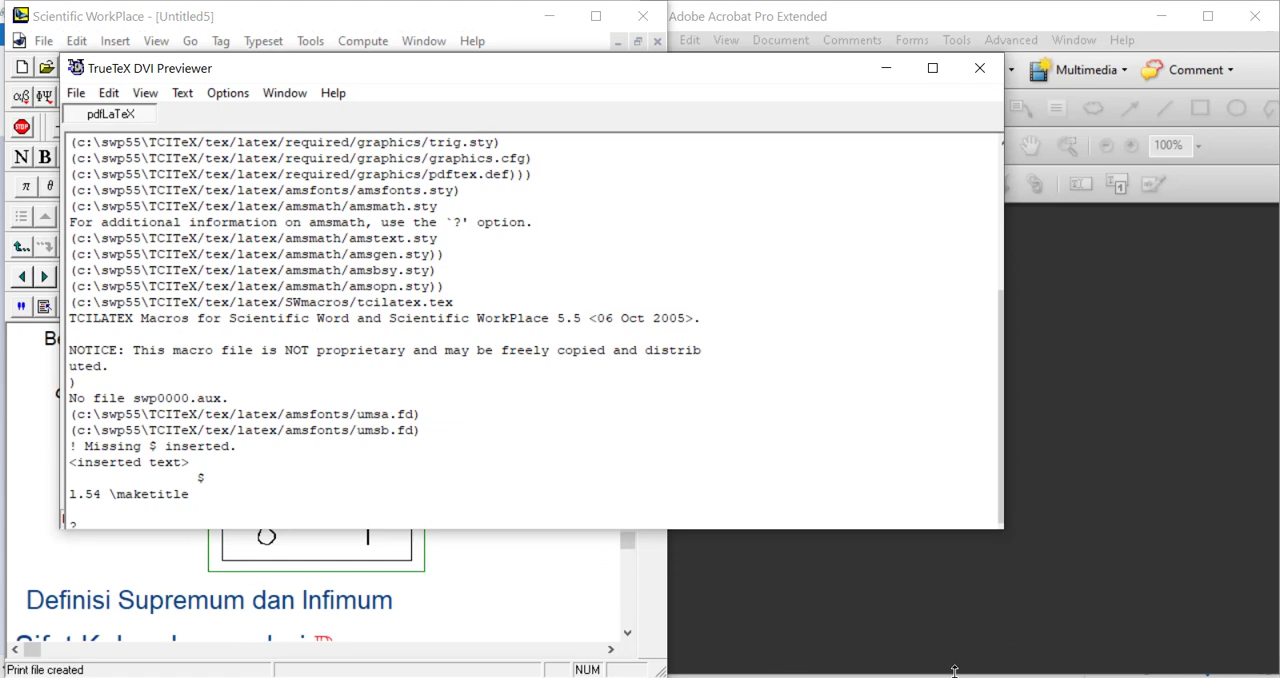 Scientific WorkPlace - [Untitled5]
Adobe Acrobat Pro Extended
File Edit Insert View Go Tag Typeset Tools Compute Window Help
Edit View Document Comments Forms Tools Advanced Window Help
TrueTeX DVI Previewer
Multimedia
Comment
File Edit View Text Options Window Help
αβ ΦΨ
pdfLaTeX
STOP
N B
π θ
100%
(c:\swp55\TCITeX/tex/latex/required/graphics/trig.sty)
(c:\swp55\TCITeX/tex/latex/required/graphics/graphics.cfg)
(c:\swp55\TCITeX/tex/latex/required/graphics/pdftex.def)))
(c:\swp55\TCITeX/tex/latex/amsfonts/amsfonts.sty)
(c:\swp55\TCITeX/tex/latex/amsmath/amsmath.sty
For additional information on amsmath, use the `?' option.
(c:\swp55\TCITeX/tex/latex/amsmath/amstext.sty
(c:\swp55\TCITeX/tex/latex/amsmath/amsgen.sty))
(c:\swp55\TCITeX/tex/latex/amsmath/amsbsy.sty)
(c:\swp55\TCITeX/tex/latex/amsmath/amsopn.sty))
(c:\swp55\TCITeX/tex/latex/SWmacros/tcilatex.tex
TCILATEX Macros for Scientific Word and Scientific WorkPlace 5.5 <06 Oct 2005>.
NOTICE: This macro file is NOT proprietary and may be freely copied and distrib
uted.
)
No file swp0000.aux.
(c:\swp55\TCITeX/tex/latex/amsfonts/umsa.fd)
(c:\swp55\TCITeX/tex/latex/amsfonts/umsb.fd)
! Missing $ inserted.
<inserted text>
$
l.54 \maketitle
?
Be
Definisi Supremum dan Infimum
Print file created
NUM